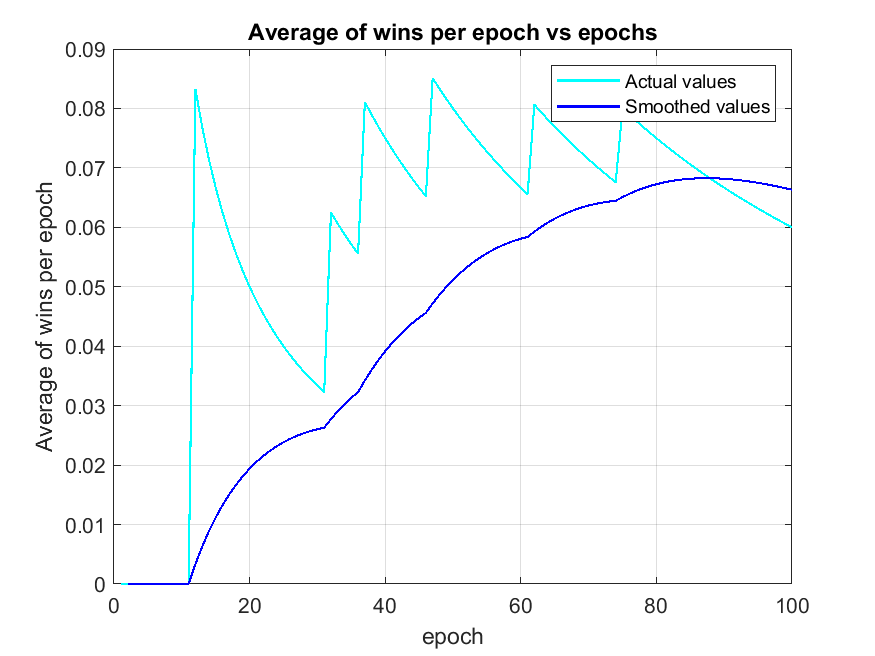 Average of wins per epoch vs epochs
0.09
0.08
0.07
0.06
0.05
0.04
0.03
0.02
0.01
0
Average of wins per epoch
Actual values
Smoothed values
0 20 40 60 80 100
epoch